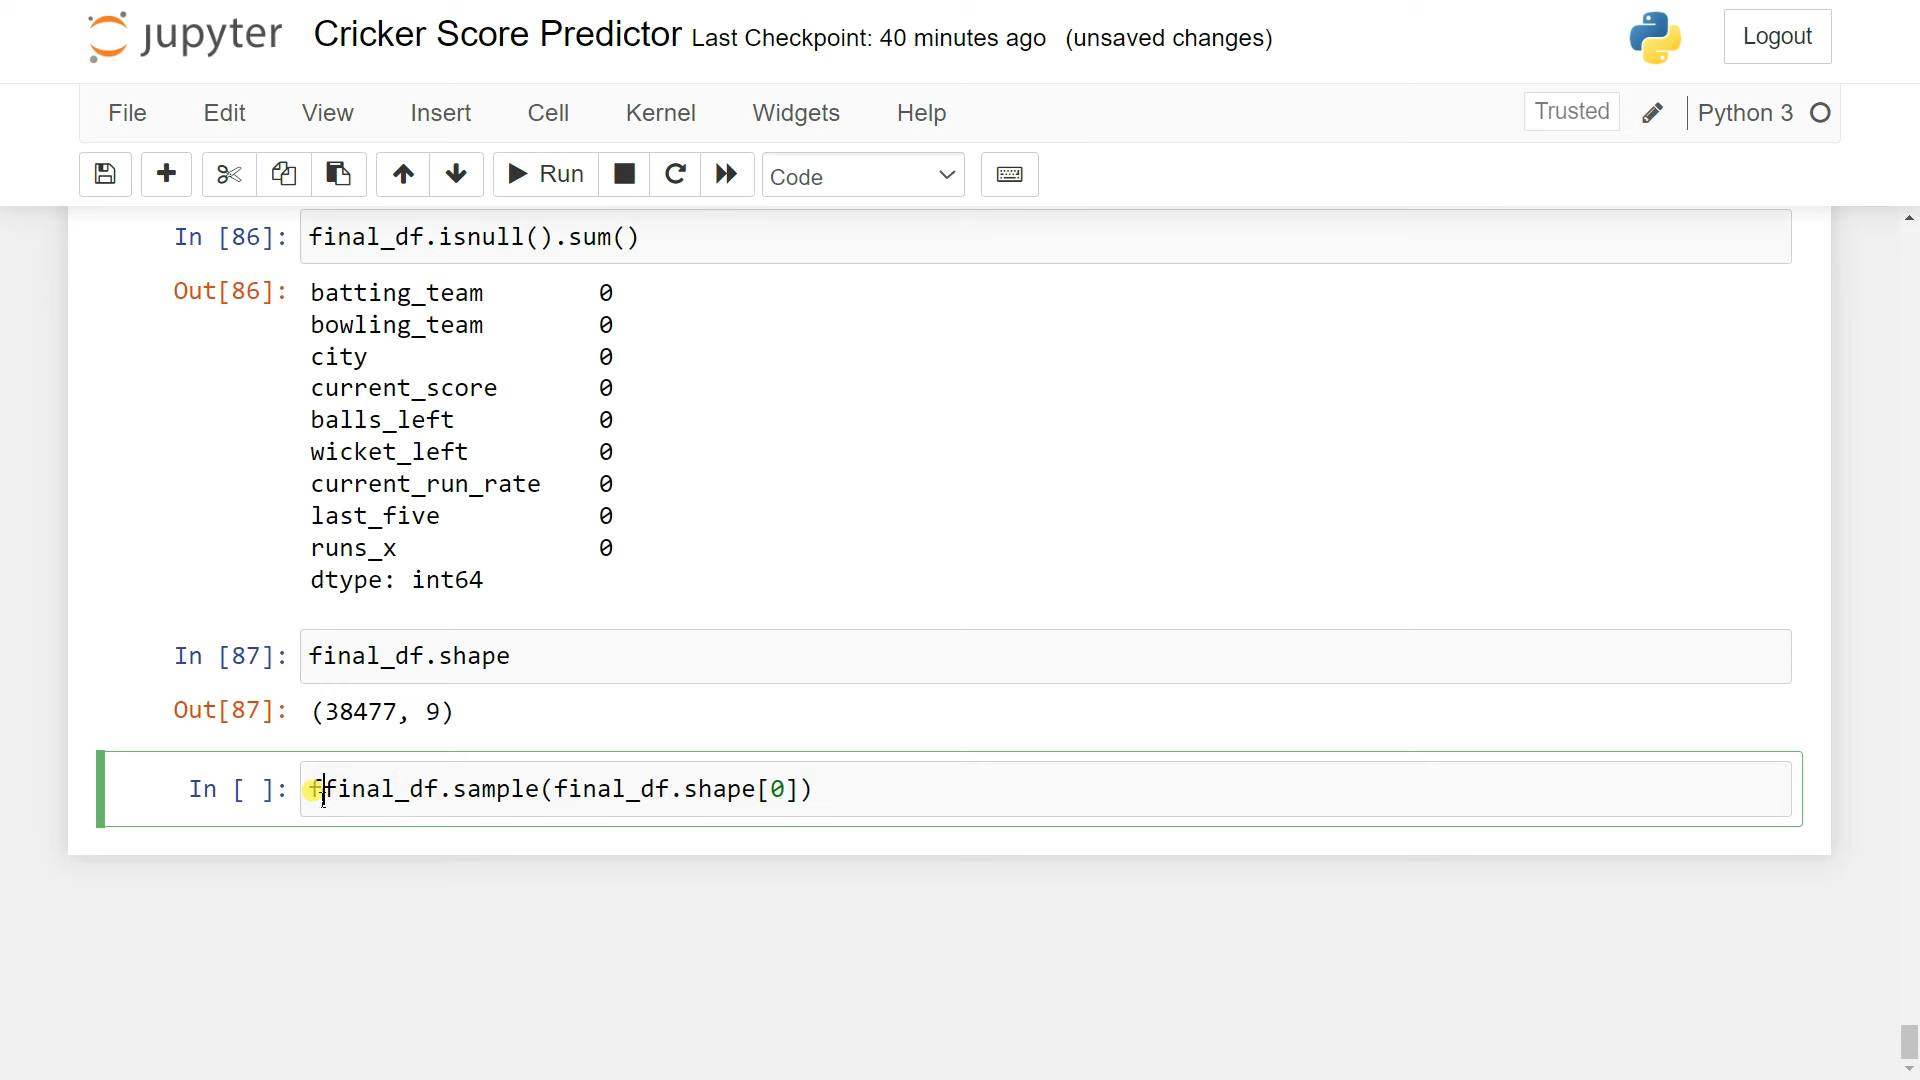 jupyter Cricker Score Predictor Last Checkpoint: 40 minutes ago (unsaved changes) Logout
File Edit View Insert Cell Kernel Widgets Help Trusted Python 3
Run Code
In [86]: final_df.isnull().sum()
Out[86]: batting_team 0
bowling_team 0
city 0
current_score 0
balls_left 0
wicket_left 0
current_run_rate 0
last_five 0
runs_x 0
dtype: int64
In [87]: final_df.shape
Out[87]: (38477, 9)
In [ ]: ffinal_df.sample(final_df.shape[0])